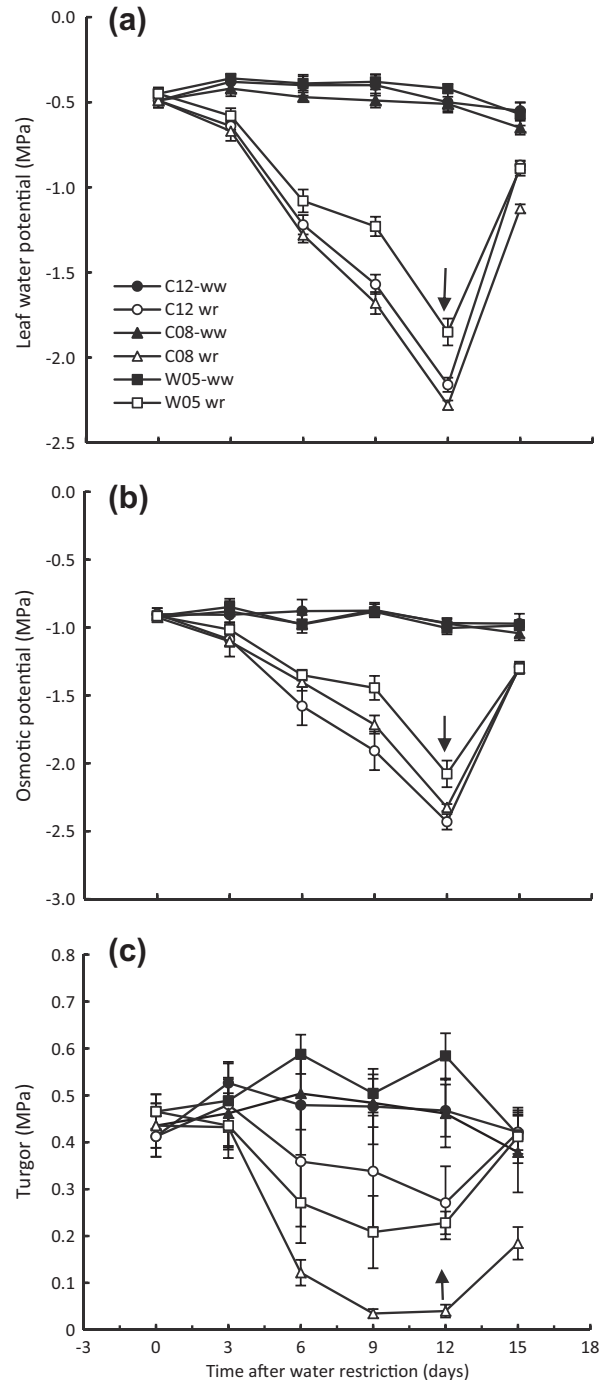 (a)
0.0
-0.5
-1.0
-1.5
-2.0
-2.5
Leaf water potential (MPa)
C12-ww
C12 wr
C08-ww
C08 wr
W05-ww
W05 wr
(b)
0.0
-0.5
-1.0
-1.5
-2.0
-2.5
-3.0
Osmotic potential (MPa)
(c)
0.8
0.7
0.6
0.5
0.4
0.3
0.2
0.1
0
Turgor (MPa)
-3 0 3 6 9 12 15 18
Time after water restriction (days)